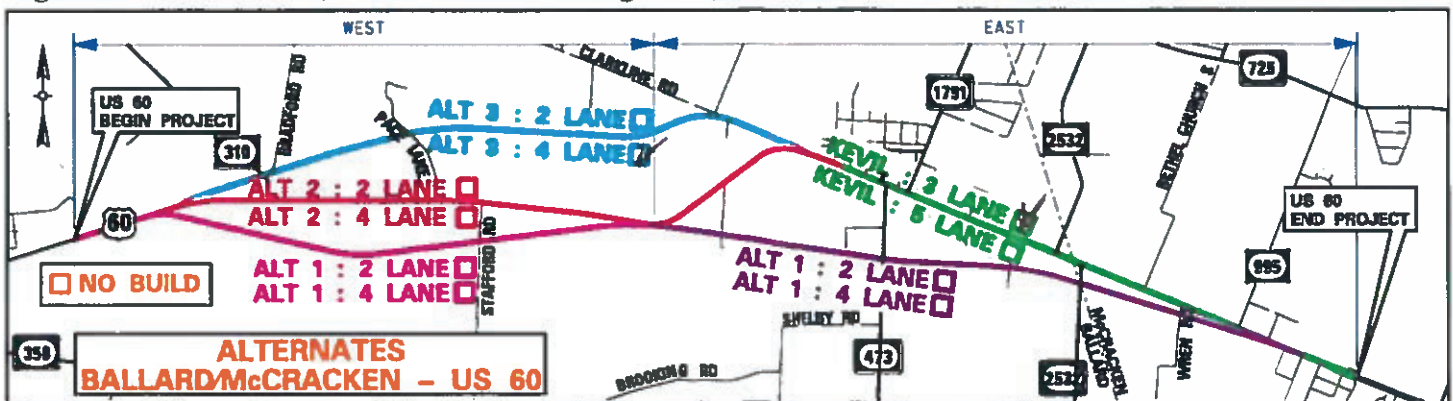 WEST
EAST
CLARKLINE RD
725
US 60
BEGIN PROJECT
BRADFORD RD
1791
BETHEL CHURCH
ALT 3 : 2 LANE
PACE LANE
310
2532
ALT 3 : 4 LANE
KEVIL : 3 LANE
KEVIL : 5 LANE
ALT 2 : 2 LANE
ALT 2 : 4 LANE
60
US 60
END PROJECT
STAFFORD RD
ALT 1 : 2 LANE
ALT 1 : 4 LANE
ALT 1 : 2 LANE
ALT 1 : 4 LANE
995
NO BUILD
SHELBY RD
McCRACKEN
BALLARD
WREN
358
ALTERNATES
BALLARD/McCRACKEN - US 60
473
2532
BROOKING RD